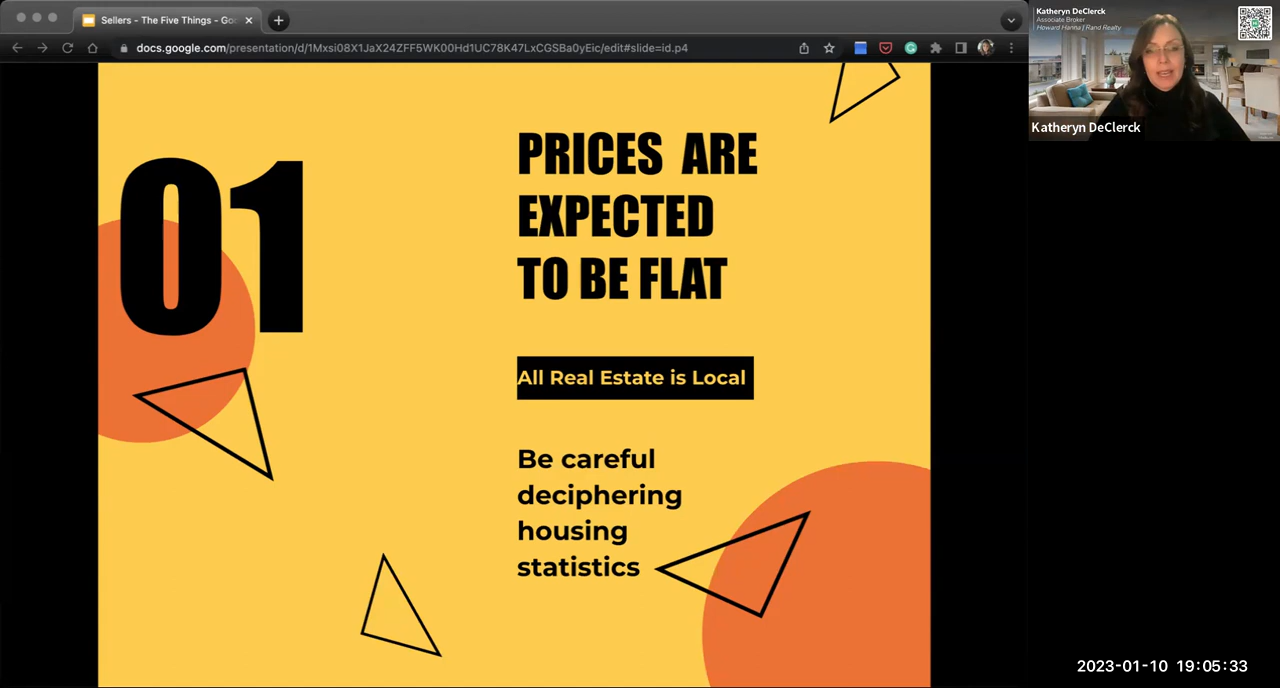 Sellers - The Five Things - Goo
docs.google.com/presentation/d/1Mxsi08X1JaX24ZFF5WK00Hd1UC78K47LxCGSBa0yEic/edit#slide=id.p4
01
PRICES ARE
EXPECTED
TO BE FLAT
All Real Estate is Local
Be careful
deciphering
housing
statistics
Katheryn DeClerck
Associate Broker
Howard Hanna | Rand Realty
Katheryn DeClerck
2023-01-10 19:05:33